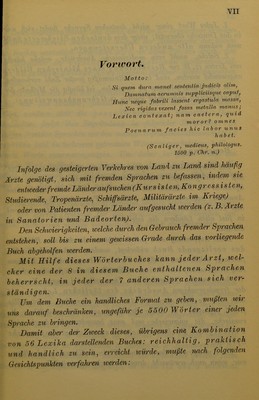 VII
Vorwort.
Motto:
Si quem dura manet sententia judicis olim,
Damnatum aerumnis suppliciisque caput,
Hunc neque fabrili lassent ergastula massa,
Nec rigidas vexent fossa metalla manus;
Lexica contexat; nam caetera, quid
moror? omnes
Poenarum facies hic labor unus
habet.
(Scaliger, medicus, philologus.
1500 p. Chr. n.)
Infolge des gesteigerten Verkehres von Land zu Land sind häufig
Ärzte genötigt, sich mit fremden Sprachen zu befassen, indem sie
entweder fremde Länder aufsuchen (Kursisten, Kongressisten,
Studierende, Tropenärzte, Schiffsärzte, Militärärzte im Kriege)
oder von Patienten fremder Länder aufgesucht werden (z. B. Ärzte
in Sanatorien und Badeorten).
Den Schwierigkeiten, welche durch den Gebrauch fremder Sprachen
entstehen, soll bis zu einem gewissen Grade durch das vorliegende
Buch abgeholfen werden.
Mit Hilfe dieses Wörterbuches kann jeder Arzt, wel-
cher eine der 8 in diesem Buche enthaltenen Sprachen
beherrscht, in jeder der 7 anderen Sprachen sich ver-
ständigen.
Um dem Buche ein handliches Format zu geben, mußten wir
uns darauf beschränken, ungefähr je 5500 Wörter einer jeden
Sprache zu bringen.
Damit aber der Zweck dieses, übrigens eine Kombination
von 56 Lexika darstellenden Buches: reichhaltig, praktisch
und handlich zu sein, erreicht würde, mußte nach folgenden
Gesichtspunkten verfahren werden: